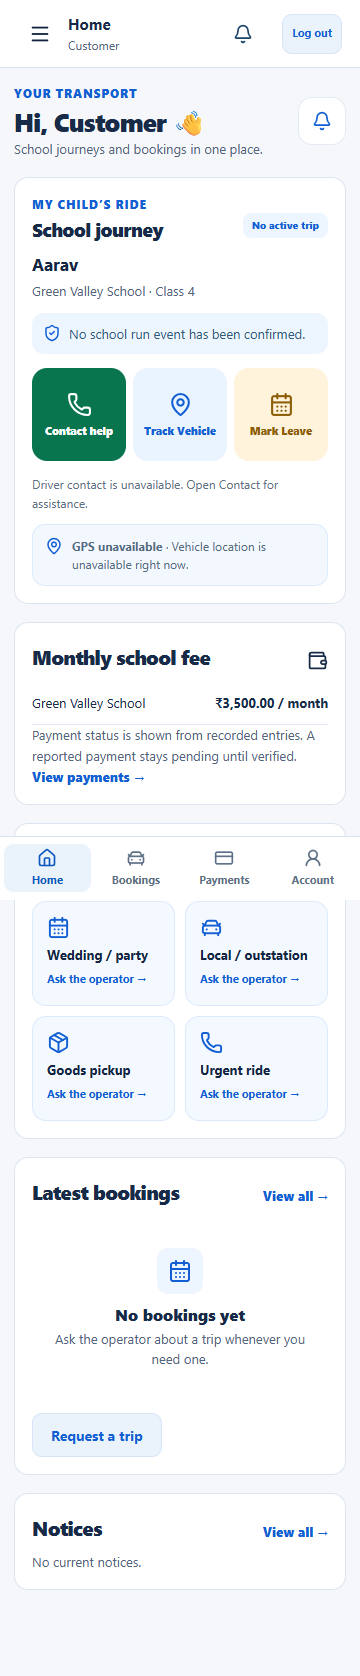 Home
Customer
Log out
YOUR TRANSPORT
Hi, Customer 👋
School journeys and bookings in one place.
MY CHILD’S RIDE
School journey
No active trip
Aarav
Green Valley School · Class 4
No school run event has been confirmed.
Contact help
Track Vehicle
Mark Leave
Driver contact is unavailable. Open Contact for
assistance.
GPS unavailable · Vehicle location is
unavailable right now.
Monthly school fee
Green Valley School
₹3,500.00 / month
Payment status is shown from recorded entries. A
reported payment stays pending until verified.
View payments →
Home
Bookings
Payments
Account
Wedding / party
Ask the operator →
Local / outstation
Ask the operator →
Goods pickup
Ask the operator →
Urgent ride
Ask the operator →
Latest bookings
View all →
No bookings yet
Ask the operator about a trip whenever you
need one.
Request a trip
Notices
View all →
No current notices.